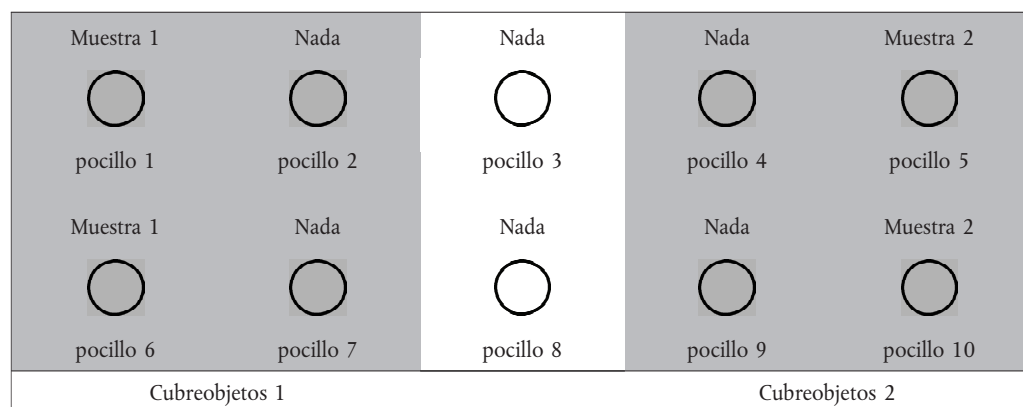 Muestra 1 Nada Nada Nada Muestra 2
pocillo 1 pocillo 2 pocillo 3 pocillo 4 pocillo 5
Muestra 1 Nada Nada Nada Muestra 2
pocillo 6 pocillo 7 pocillo 8 pocillo 9 pocillo 10
Cubreobjetos 1 Cubreobjetos 2